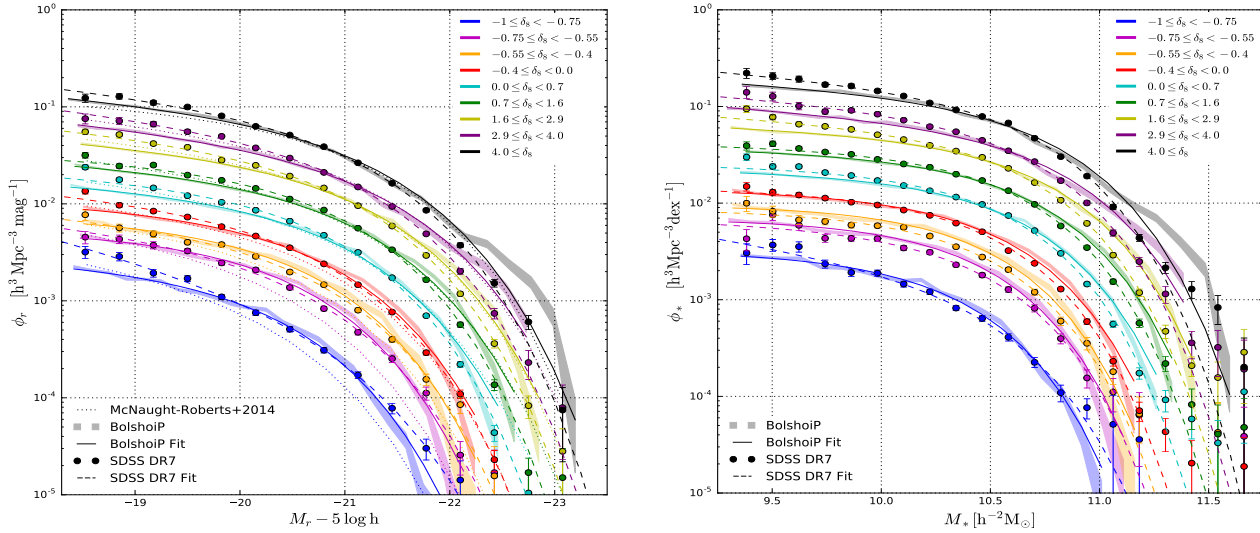 10⁰
10⁻¹
10⁻²
10⁻³
10⁻⁴
10⁻⁵
ϕᵣ [h³ Mpc⁻³ mag⁻¹]
−1 ≤ δ₈ < −0.75
−0.75 ≤ δ₈ < −0.55
−0.55 ≤ δ₈ < −0.4
−0.4 ≤ δ₈ < 0.0
0.0 ≤ δ₈ < 0.7
0.7 ≤ δ₈ < 1.6
1.6 ≤ δ₈ < 2.9
2.9 ≤ δ₈ < 4.0
4.0 ≤ δ₈
McNaught-Roberts+2014
BolshoiP
BolshoiP Fit
SDSS DR7
SDSS DR7 Fit
−19 −20 −21 −22 −23
Mᵣ − 5 log h
10⁰
10⁻¹
10⁻²
10⁻³
10⁻⁴
10⁻⁵
ϕ_* [h³Mpc⁻³dex⁻¹]
−1 ≤ δ₈ < −0.75
−0.75 ≤ δ₈ < −0.55
−0.55 ≤ δ₈ < −0.4
−0.4 ≤ δ₈ < 0.0
0.0 ≤ δ₈ < 0.7
0.7 ≤ δ₈ < 1.6
1.6 ≤ δ₈ < 2.9
2.9 ≤ δ₈ < 4.0
4.0 ≤ δ₈
BolshoiP
BolshoiP Fit
SDSS DR7
SDSS DR7 Fit
9.5 10.0 10.5 11.0 11.5
M_* [h⁻²M⊙]